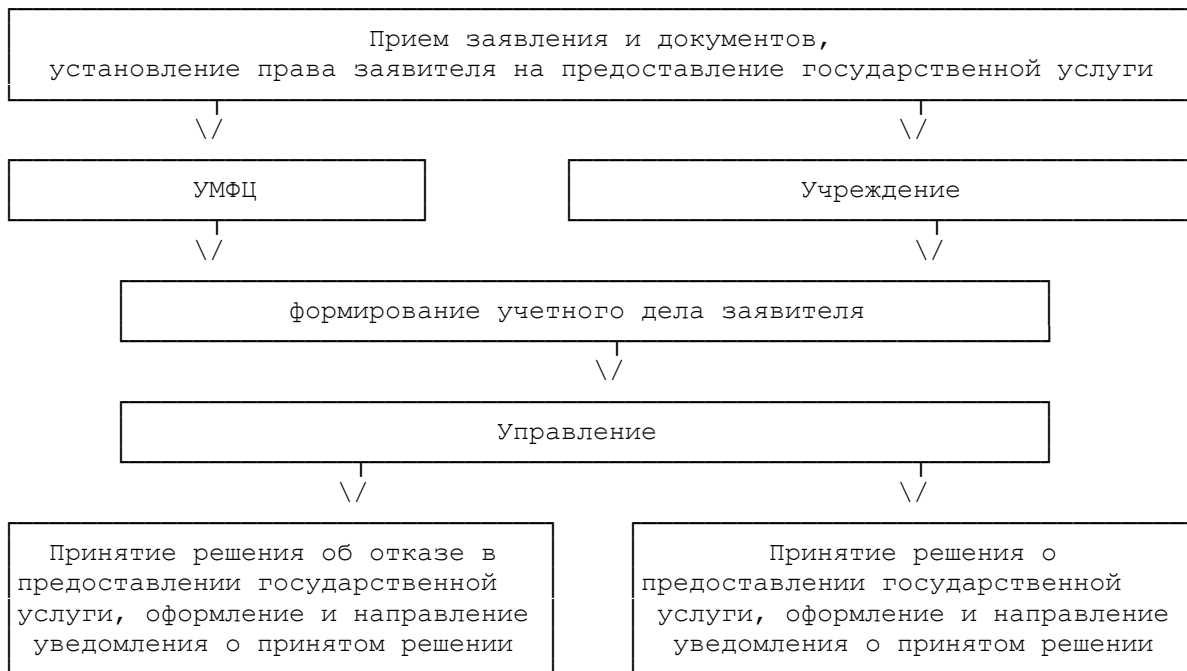 Прием заявления и документов,
установление права заявителя на предоставление государственной услуги
\/ \/
УМФЦ Учреждение
\/ \/
формирование учетного дела заявителя
\/
Управление
\/ \/
Принятие решения об отказе в
предоставлении государственной
услуги, оформление и направление
уведомления о принятом решении
Принятие решения о
предоставлении государственной
услуги, оформление и направление
уведомления о принятом решении